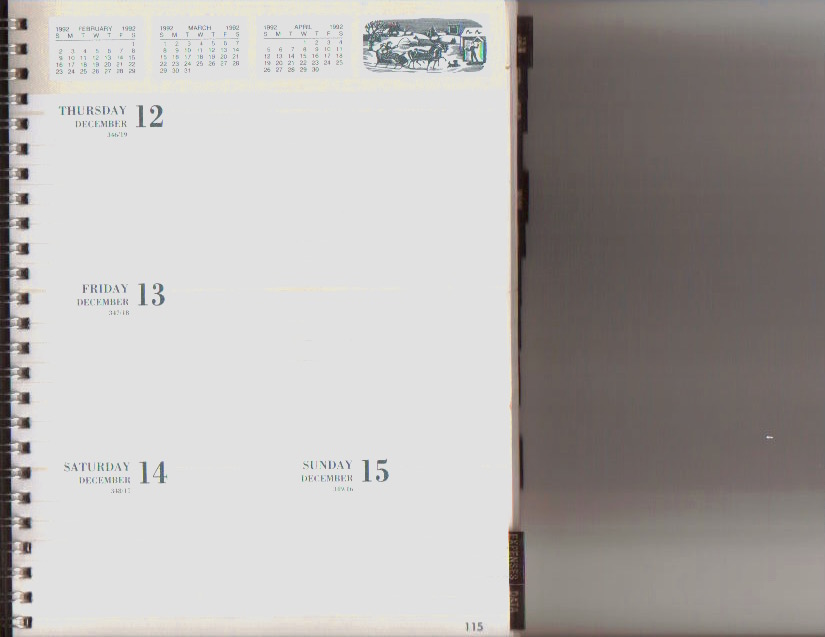 1992 FEBRUARY 1992
S M T W T F S
1
2 3 4 5 6 7 8
9 10 11 12 13 14 15
16 17 18 19 20 21 22
23 24 25 26 27 28 29
1992 MARCH 1992
S M T W T F S
1 2 3 4 5 6 7
8 9 10 11 12 13 14
15 16 17 18 19 20 21
22 23 24 25 26 27 28
29 30 31
1992 APRIL 1992
S M T W T F S
1 2 3 4
5 6 7 8 9 10 11
12 13 14 15 16 17 18
19 20 21 22 23 24 25
26 27 28 29 30
THURSDAY 12
DECEMBER
346/19
FRIDAY 13
DECEMBER
347/18
SATURDAY 14
DECEMBER
348/17
SUNDAY 15
DECEMBER
349/16
EXPENSES
DATA
115